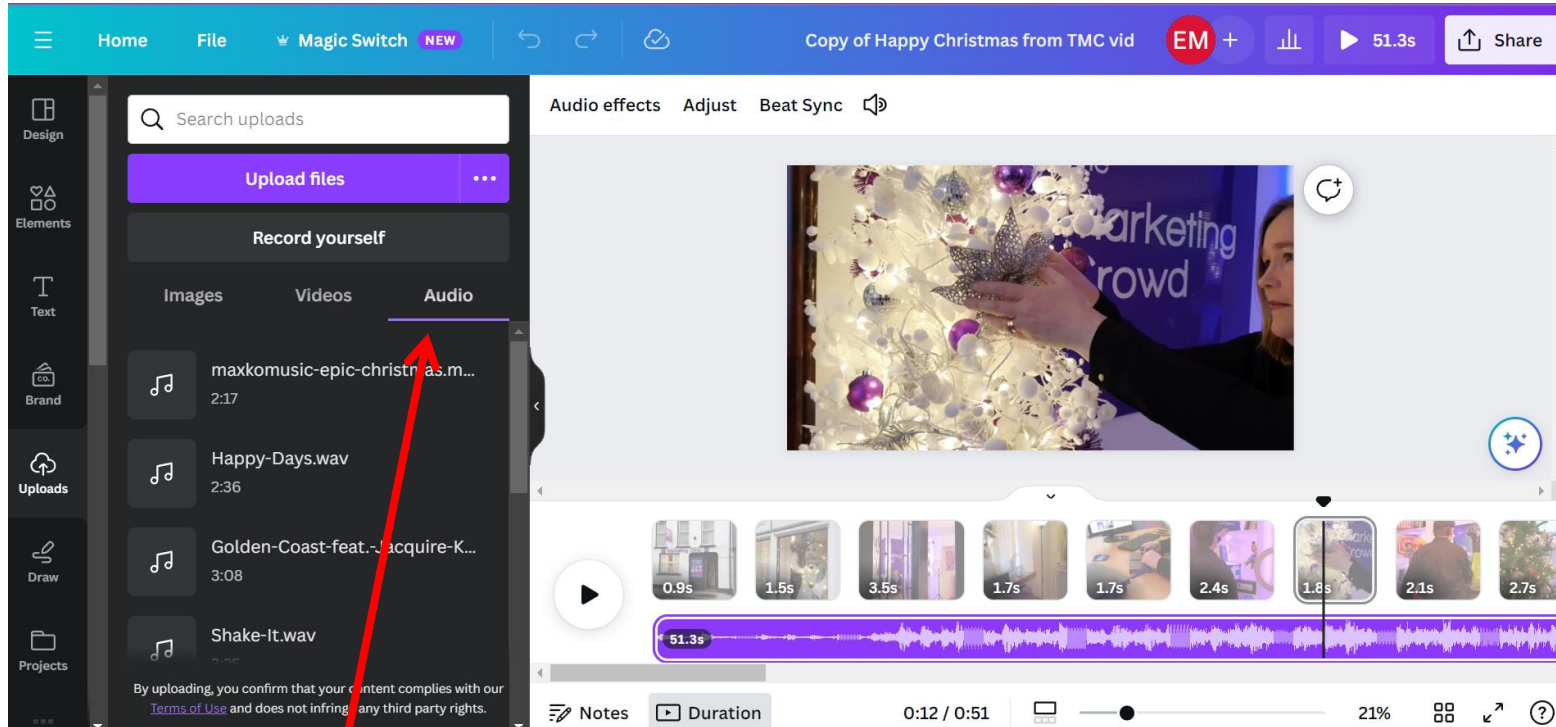 Home File Magic Switch NEW Copy of Happy Christmas from TMC vid EM + 51.3s Share
Design
Elements
Text
CO.
Brand
Uploads
Draw
Projects
Search uploads
Upload files
Record yourself
Images Videos Audio
maxkomusic-epic-christmas.m...
2:17
Happy-Days.wav
2:36
Golden-Coast-feat.-Jacquire-K...
3:08
Shake-It.wav
By uploading, you confirm that your content complies with our
Terms of Use and does not infringe any third party rights.
Audio effects Adjust Beat Sync
arketing
rowd
0.9s 1.5s 3.5s 1.7s 1.7s 2.4s 1.8s 2.1s 2.7s
51.3s
Notes Duration 0:12 / 0:51 21% ?